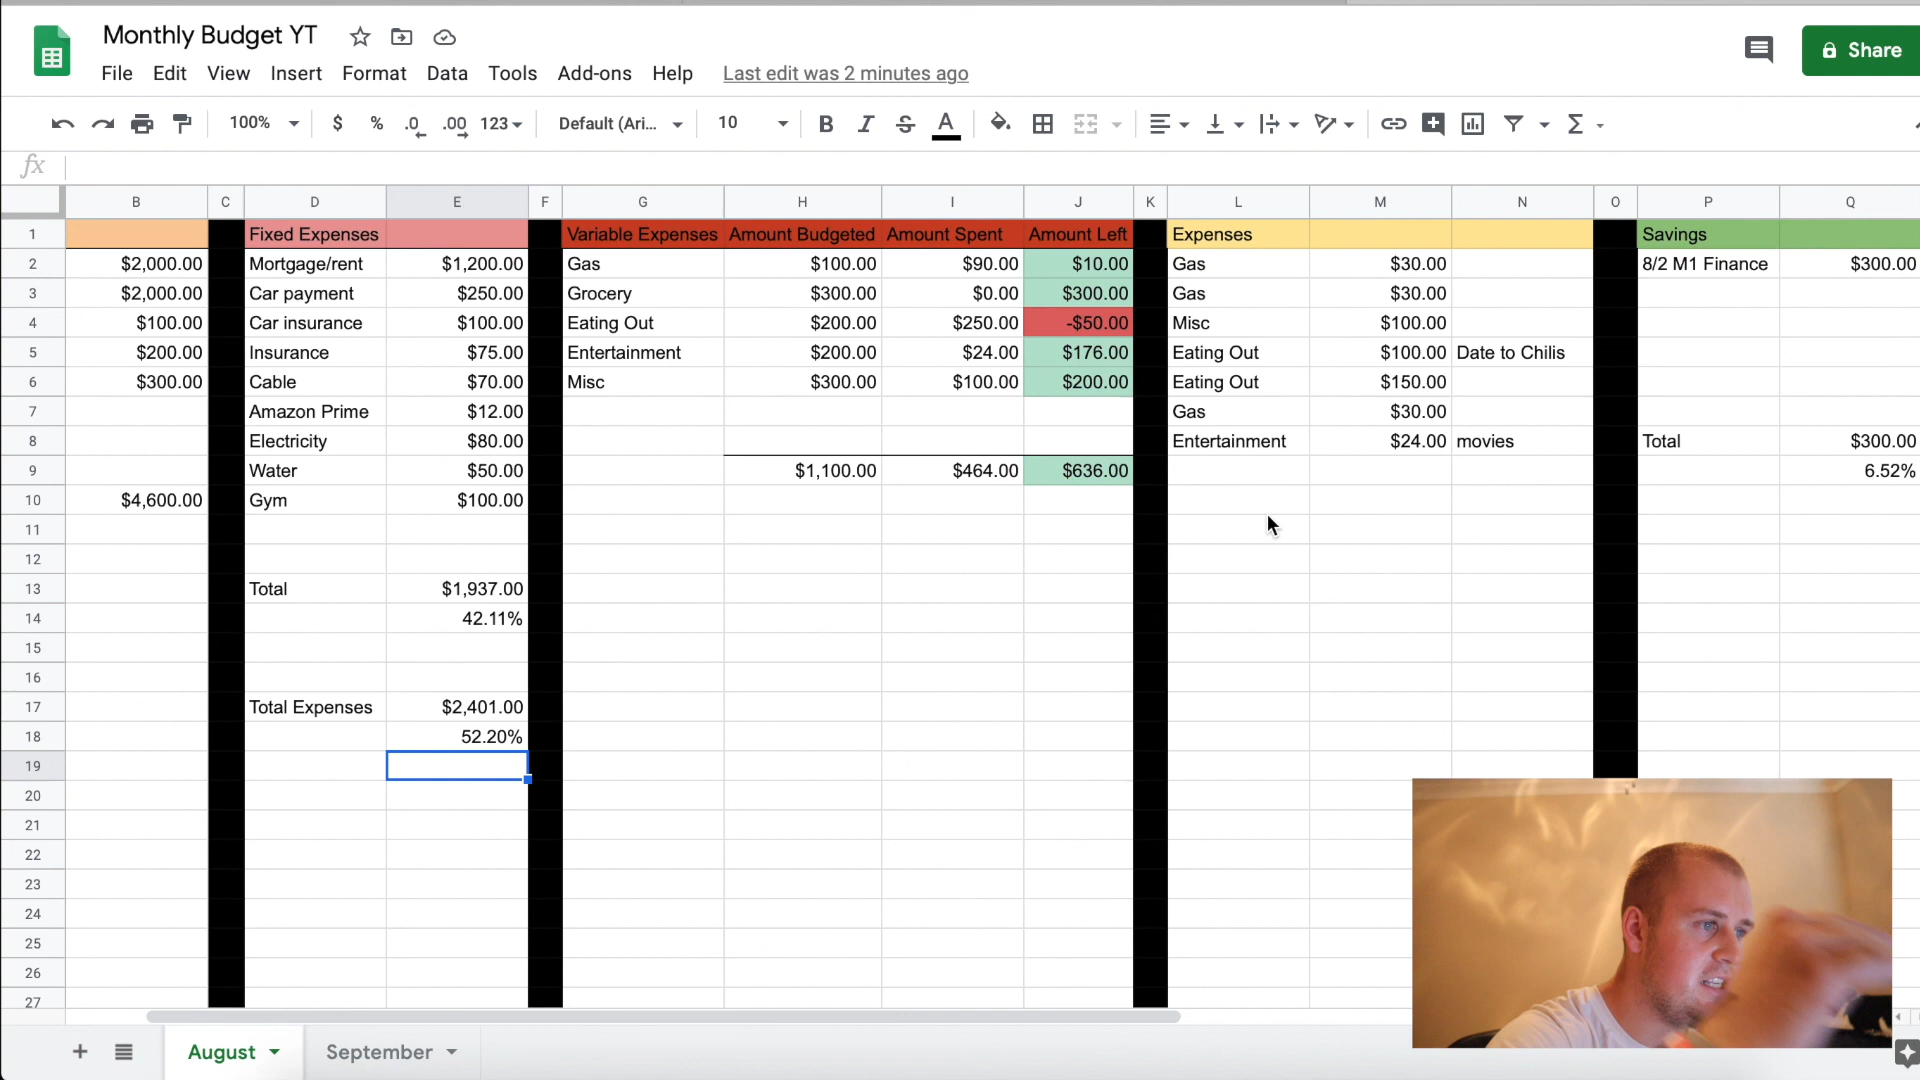 Monthly Budget YT
File Edit View Insert Format Data Tools Add-ons Help Last edit was 2 minutes ago
Share
100% $ % .0 .00 123 Default (Ari... 10 B I S A
fx
B C D E F G H I J K L M N O P Q
1 Fixed Expenses Variable Expenses Amount Budgeted Amount Spent Amount Left Expenses Savings
2 $2,000.00 Mortgage/rent $1,200.00 Gas $100.00 $90.00 $10.00 Gas $30.00 8/2 M1 Finance $300.00
3 $2,000.00 Car payment $250.00 Grocery $300.00 $0.00 $300.00 Gas $30.00
4 $100.00 Car insurance $100.00 Eating Out $200.00 $250.00 -$50.00 Misc $100.00
5 $200.00 Insurance $75.00 Entertainment $200.00 $24.00 $176.00 Eating Out $100.00 Date to Chilis
6 $300.00 Cable $70.00 Misc $300.00 $100.00 $200.00 Eating Out $150.00
7 Amazon Prime $12.00 Gas $30.00
8 Electricity $80.00 Entertainment $24.00 movies Total $300.00
9 Water $50.00 $1,100.00 $464.00 $636.00 6.52%
10 $4,600.00 Gym $100.00
11
12
13 Total $1,937.00
14 42.11%
15
16
17 Total Expenses $2,401.00
18 52.20%
19
20
21
22
23
24
25
26
27
August September